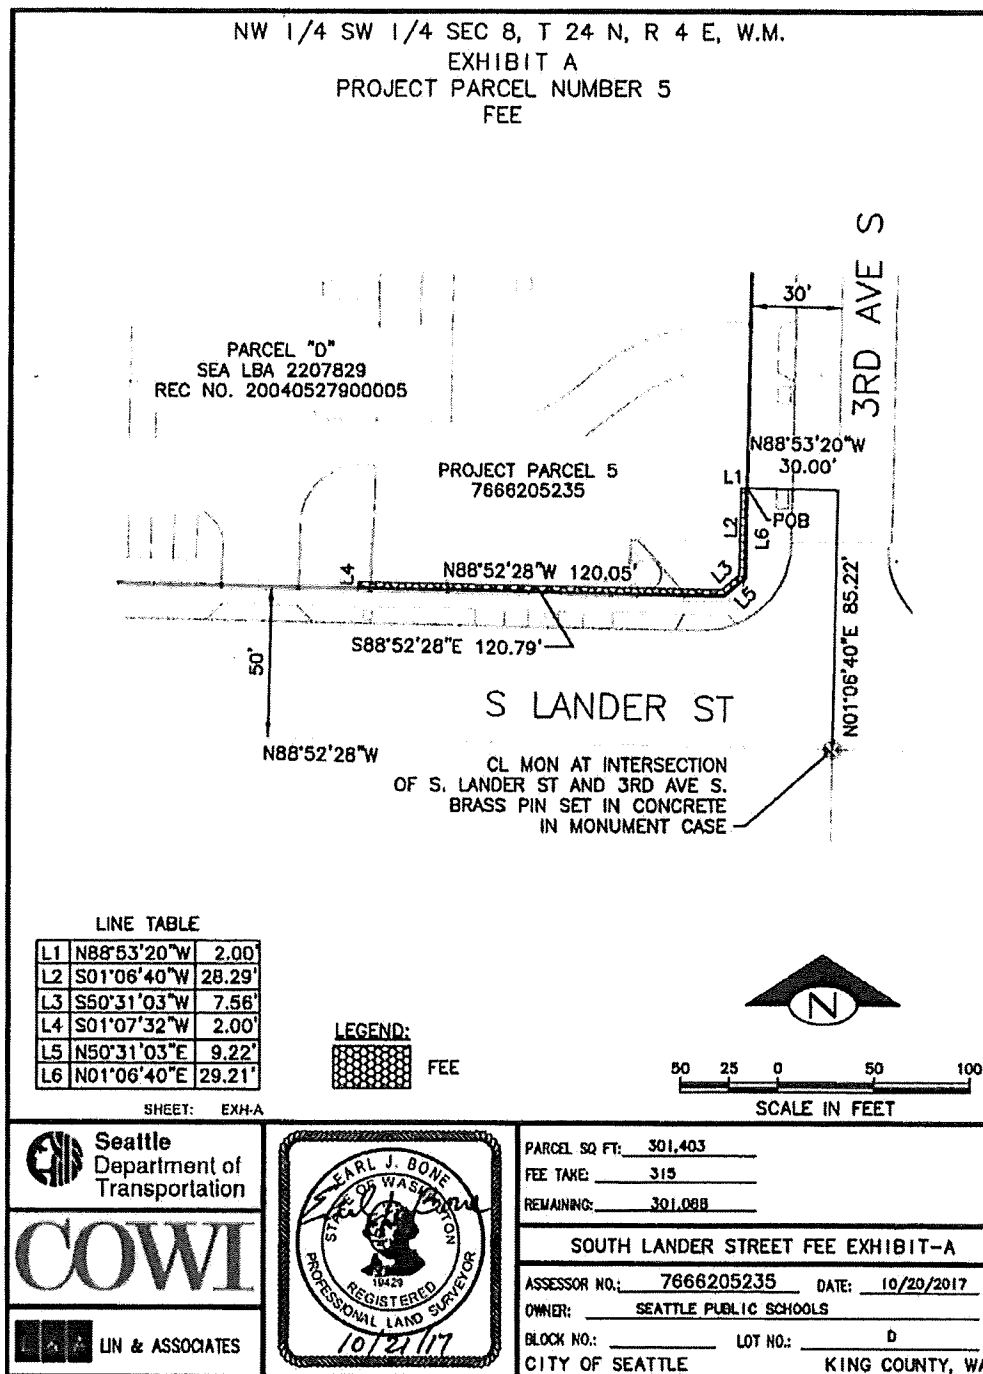 NW 1/4 SW 1/4 SEC 8, T 24 N, R 4 E, W.M.
EXHIBIT A
PROJECT PARCEL NUMBER 5
FEE
3RD AVE S
30'
PARCEL "D"
SEA LBA 2207829
REC NO. 20040527900005
N88°53'20"W
30.00'
PROJECT PARCEL 5
7666205235
L1
POB
L2
L6
L3
L5
L4
N88°52'28"W 120.05'
S88°52'28"E 120.79'
50'
N01°06'40"E 85.22'
S LANDER ST
N88°52'28"W
CL MON AT INTERSECTION
OF S. LANDER ST AND 3RD AVE S.
BRASS PIN SET IN CONCRETE
IN MONUMENT CASE
LINE TABLE
L1 N88°53'20"W 2.00'
L2 S01°06'40"W 28.29'
L3 S50°31'03"W 7.56'
L4 S01°07'32"W 2.00'
L5 N50°31'03"E 9.22'
L6 N01°06'40"E 29.21'
SHEET: EXH-A
LEGEND:
FEE
N
50 25 0 50 100
SCALE IN FEET
Seattle
Department of
Transportation
COWI
L&A LIN & ASSOCIATES
EARL J. BONE
STATE OF WASHINGTON
19429
REGISTERED
PROFESSIONAL LAND SURVEYOR
10/21/17
PARCEL SQ FT: 301,403
FEE TAKE: 315
REMAINING: 301,088
SOUTH LANDER STREET FEE EXHIBIT-A
ASSESSOR NO.: 7666205235 DATE: 10/20/2017
OWNER: SEATTLE PUBLIC SCHOOLS
BLOCK NO.: LOT NO.: D
CITY OF SEATTLE KING COUNTY, WA